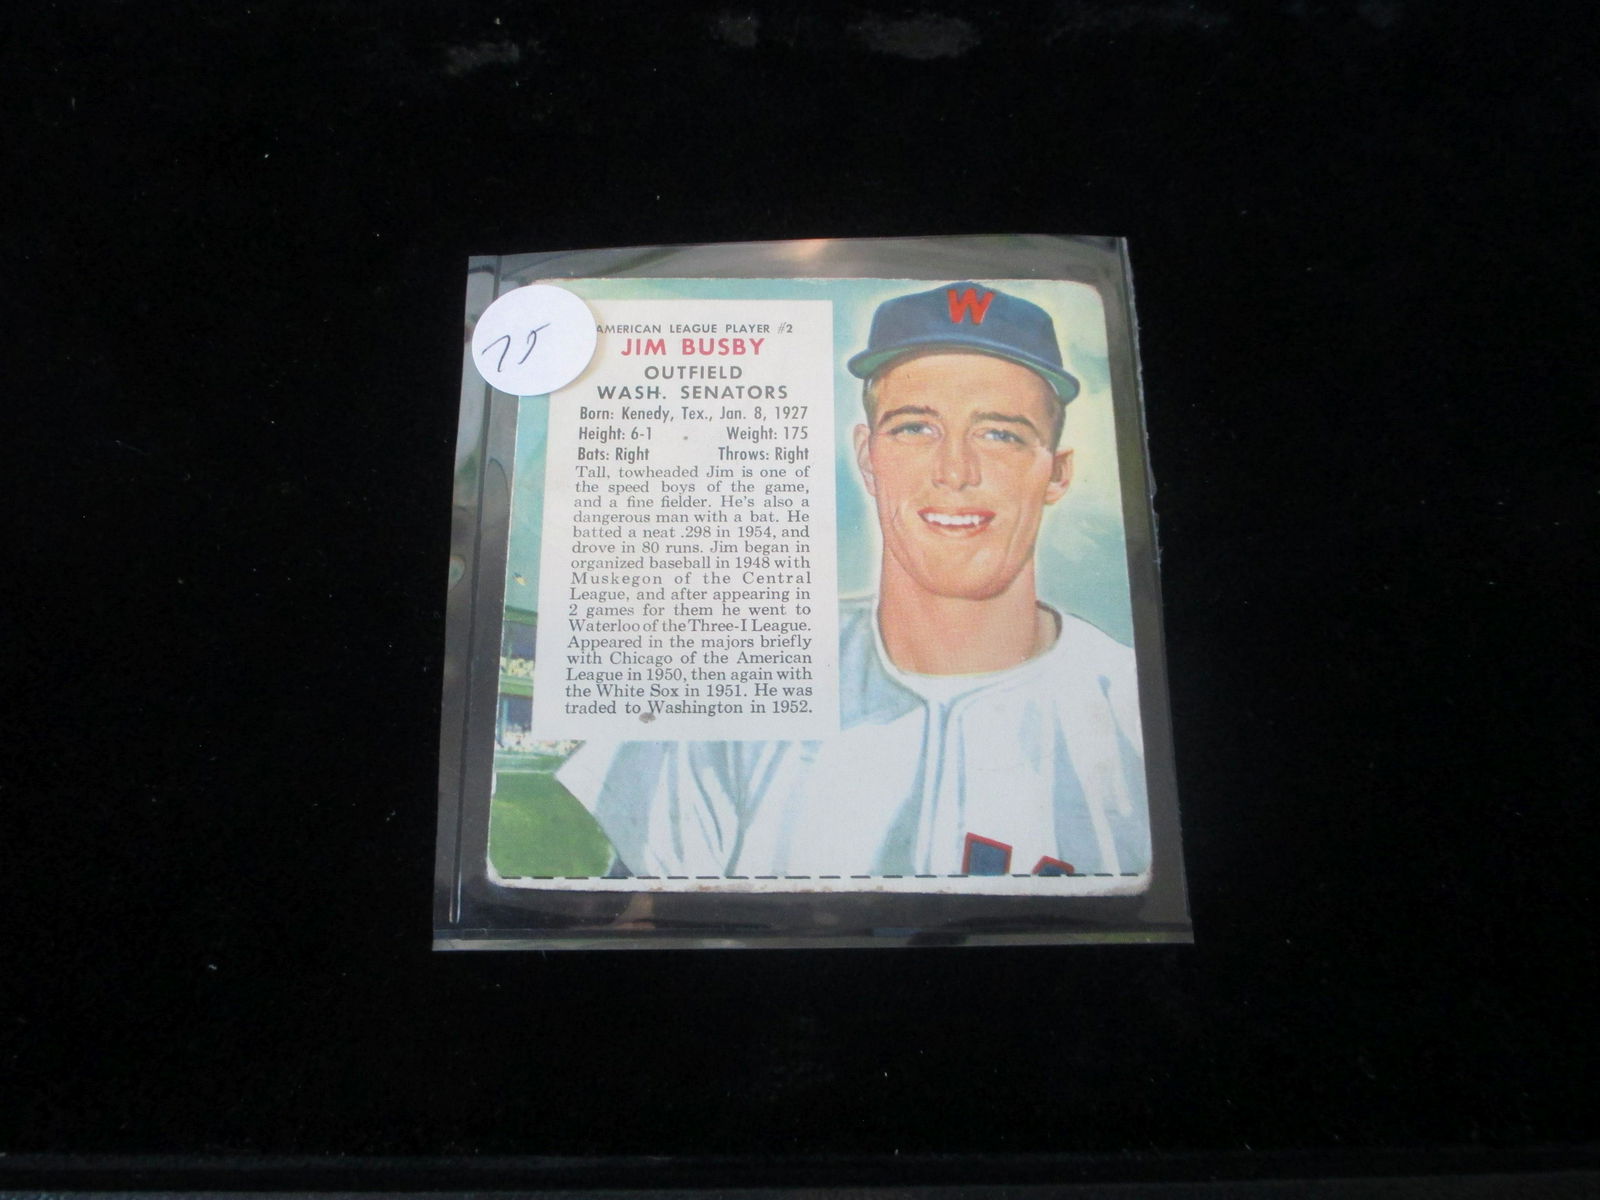 75
AMERICAN LEAGUE PLAYER #2
JIM BUSBY
OUTFIELD
WASH. SENATORS
Born: Kenedy, Tex., Jan. 8, 1927
Height: 6-1 Weight: 175
Bats: Right Throws: Right
Tall, towheaded Jim is one of
the speed boys of the game,
and a fine fielder. He's also a
dangerous man with a bat. He
batted a neat .298 in 1954, and
drove in 80 runs. Jim began in
organized baseball in 1948 with
Muskegon of the Central
League, and after appearing in
2 games for them he went to
Waterloo of the Three-I League.
Appeared in the majors briefly
with Chicago of the American
League in 1950, then again with
the White Sox in 1951. He was
traded to Washington in 1952.
W